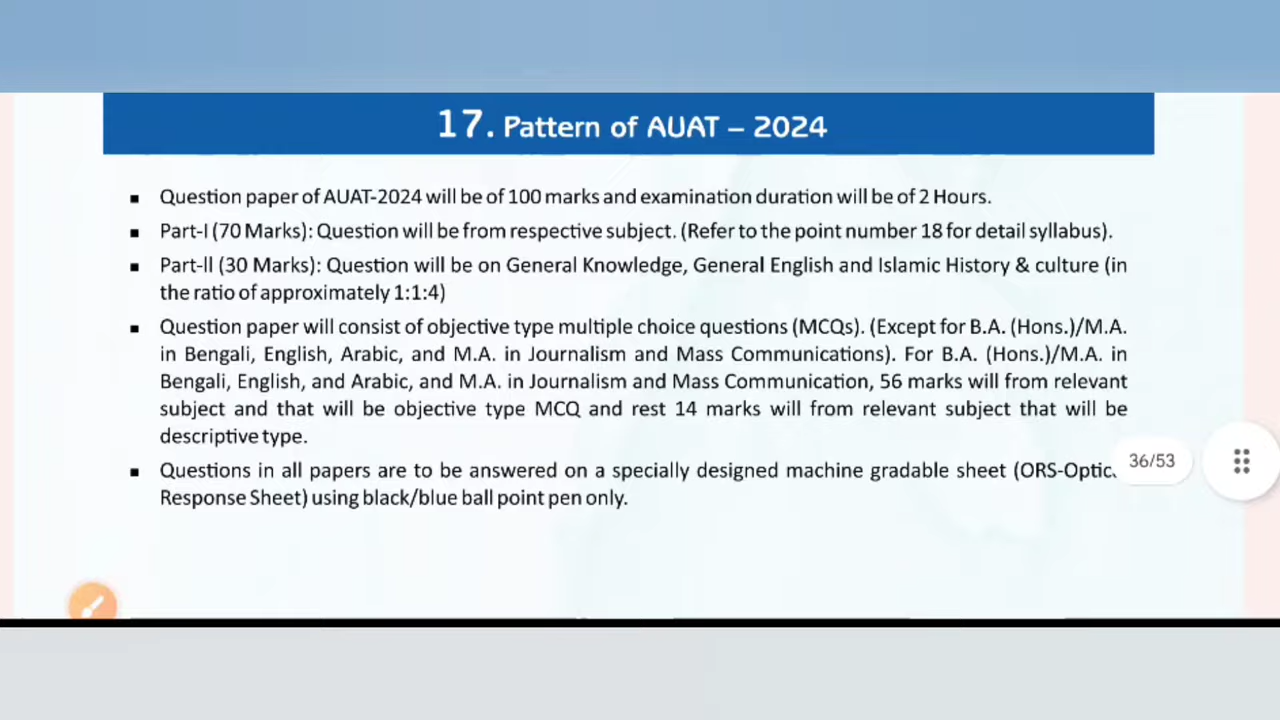 17. Pattern of AUAT – 2024
▪ Question paper of AUAT-2024 will be of 100 marks and examination duration will be of 2 Hours.
▪ Part-I (70 Marks): Question will be from respective subject. (Refer to the point number 18 for detail syllabus).
▪ Part-II (30 Marks): Question will be on General Knowledge, General English and Islamic History & culture (in
the ratio of approximately 1:1:4)
▪ Question paper will consist of objective type multiple choice questions (MCQs). (Except for B.A. (Hons.)/M.A.
in Bengali, English, Arabic, and M.A. in Journalism and Mass Communications). For B.A. (Hons.)/M.A. in
Bengali, English, and Arabic, and M.A. in Journalism and Mass Communication, 56 marks will from relevant
subject and that will be objective type MCQ and rest 14 marks will from relevant subject that will be
descriptive type.
▪ Questions in all papers are to be answered on a specially designed machine gradable sheet (ORS-Optic
Response Sheet) using black/blue ball point pen only.
36/53